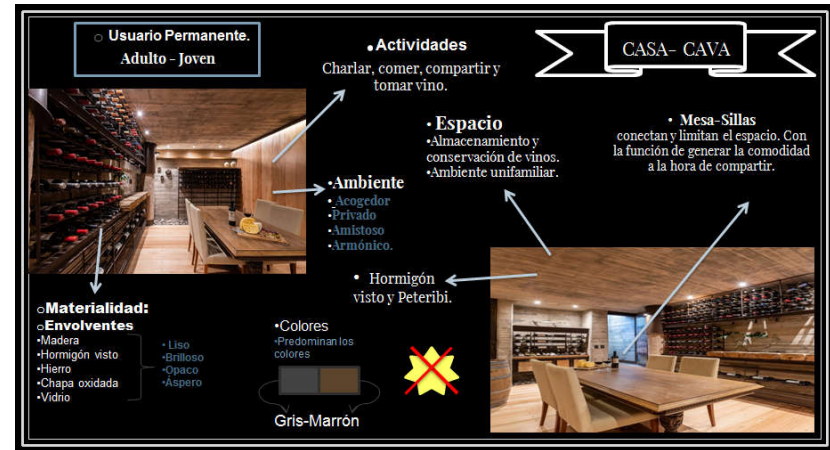 ○ Usuario Permanente.
Adulto - Joven
•Actividades
Charlar, comer, compartir y
tomar vino.
CASA- CAVA
• Espacio
•Almacenamiento y
conservación de vinos.
•Ambiente unifamiliar.
• Mesa-Sillas
conectan y limitan el espacio. Con
la función de generar la comodidad
a la hora de compartir.
•Ambiente
• Acogedor
•Privado
•Amistoso
•Armónico.
• Hormigón
visto y Peteribi.
○Materialidad:
○Envolventes
•Madera
•Hormigón visto
•Hierro
•Chapa oxidada
•Vidrio
• Liso
•Brilloso
•Opaco
•Áspero
•Colores
•Predominan los
colores
Gris-Marrón